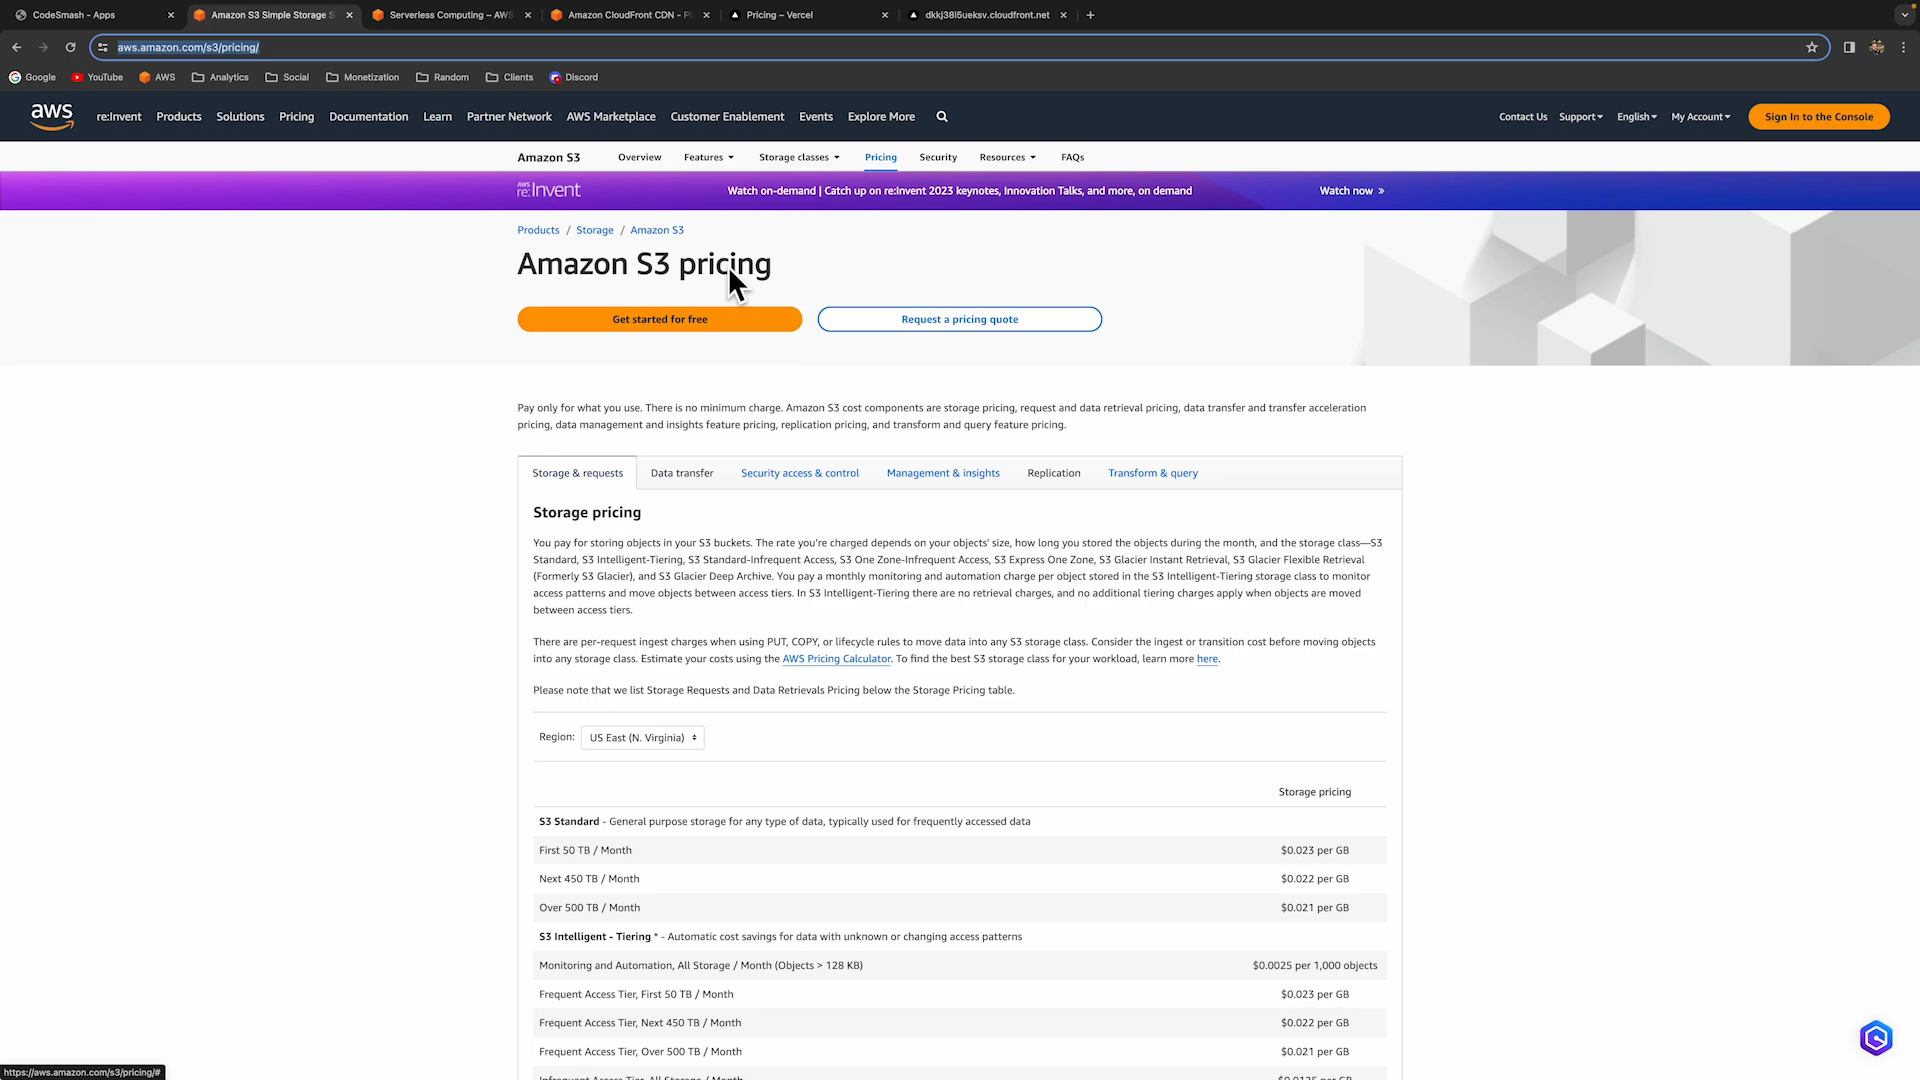 CodeSmash - Apps
Amazon S3 Simple Storage S
Serverless Computing – AWS
Amazon CloudFront CDN - Pl
Pricing – Vercel
dkkj38l5ueksv.cloudfront.net
aws.amazon.com/s3/pricing/
Google YouTube AWS Analytics Social Monetization Random Clients Discord
aws re:Invent Products Solutions Pricing Documentation Learn Partner Network AWS Marketplace Customer Enablement Events Explore More Contact Us Support English My Account Sign In to the Console
Amazon S3 Overview Features Storage classes Pricing Security Resources FAQs
AWS re:Invent Watch on-demand | Catch up on re:Invent 2023 keynotes, Innovation Talks, and more, on demand Watch now »
Products / Storage / Amazon S3
Amazon S3 pricing
Get started for free Request a pricing quote
Pay only for what you use. There is no minimum charge. Amazon S3 cost components are storage pricing, request and data retrieval pricing, data transfer and transfer acceleration
pricing, data management and insights feature pricing, replication pricing, and transform and query feature pricing.
Storage & requests Data transfer Security access & control Management & insights Replication Transform & query
Storage pricing
You pay for storing objects in your S3 buckets. The rate you're charged depends on your objects' size, how long you stored the objects during the month, and the storage class—S3
Standard, S3 Intelligent-Tiering, S3 Standard-Infrequent Access, S3 One Zone-Infrequent Access, S3 Express One Zone, S3 Glacier Instant Retrieval, S3 Glacier Flexible Retrieval
(Formerly S3 Glacier), and S3 Glacier Deep Archive. You pay a monthly monitoring and automation charge per object stored in the S3 Intelligent-Tiering storage class to monitor
access patterns and move objects between access tiers. In S3 Intelligent-Tiering there are no retrieval charges, and no additional tiering charges apply when objects are moved
between access tiers.
There are per-request ingest charges when using PUT, COPY, or lifecycle rules to move data into any S3 storage class. Consider the ingest or transition cost before moving objects
into any storage class. Estimate your costs using the AWS Pricing Calculator. To find the best S3 storage class for your workload, learn more here.
Please note that we list Storage Requests and Data Retrievals Pricing below the Storage Pricing table.
Region: US East (N. Virginia)
Storage pricing
S3 Standard - General purpose storage for any type of data, typically used for frequently accessed data
First 50 TB / Month $0.023 per GB
Next 450 TB / Month $0.022 per GB
Over 500 TB / Month $0.021 per GB
S3 Intelligent - Tiering * - Automatic cost savings for data with unknown or changing access patterns
Monitoring and Automation, All Storage / Month (Objects > 128 KB) $0.0025 per 1,000 objects
Frequent Access Tier, First 50 TB / Month $0.023 per GB
Frequent Access Tier, Next 450 TB / Month $0.022 per GB
Frequent Access Tier, Over 500 TB / Month $0.021 per GB
Infrequent Access Tier, All Storage / Month $0.0125 per GB
https://aws.amazon.com/s3/pricing/#